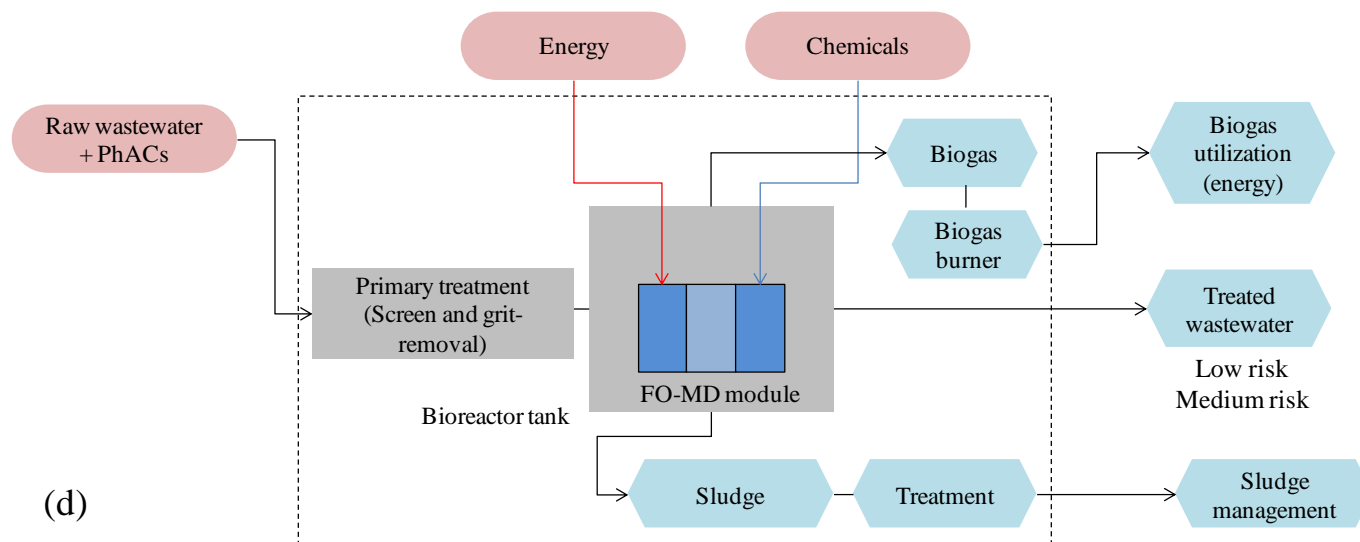 Energy
Chemicals
Raw wastewater
+ PhACs
Biogas
Biogas
utilization
(energy)
Biogas
burner
Primary treatment
(Screen and grit-
removal)
Treated
wastewater
FO-MD module
Low risk
Medium risk
Bioreactor tank
Sludge
Treatment
Sludge
management
(d)